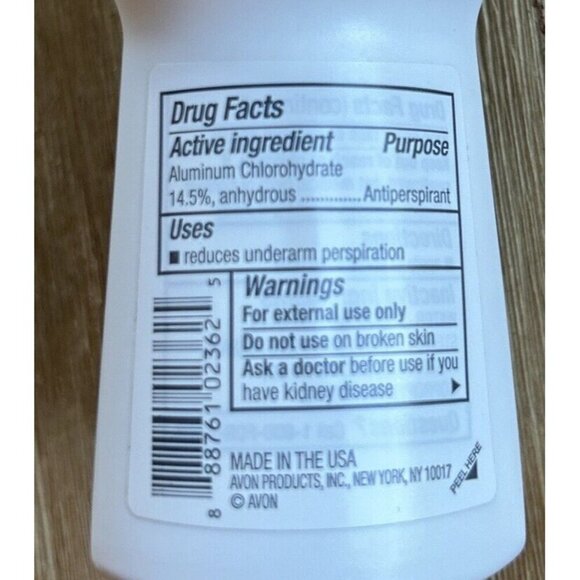 Drug Facts
Active ingredient Purpose
Aluminum Chlorohydrate
14.5%, anhydrous ............. Antiperspirant
Uses
■ reduces underarm perspiration
Warnings
For external use only
Do not use on broken skin
Ask a doctor before use if you
have kidney disease
8 88761 02362 5
MADE IN THE USA
AVON PRODUCTS, INC., NEW YORK, NY 10017
© AVON
PEEL HERE